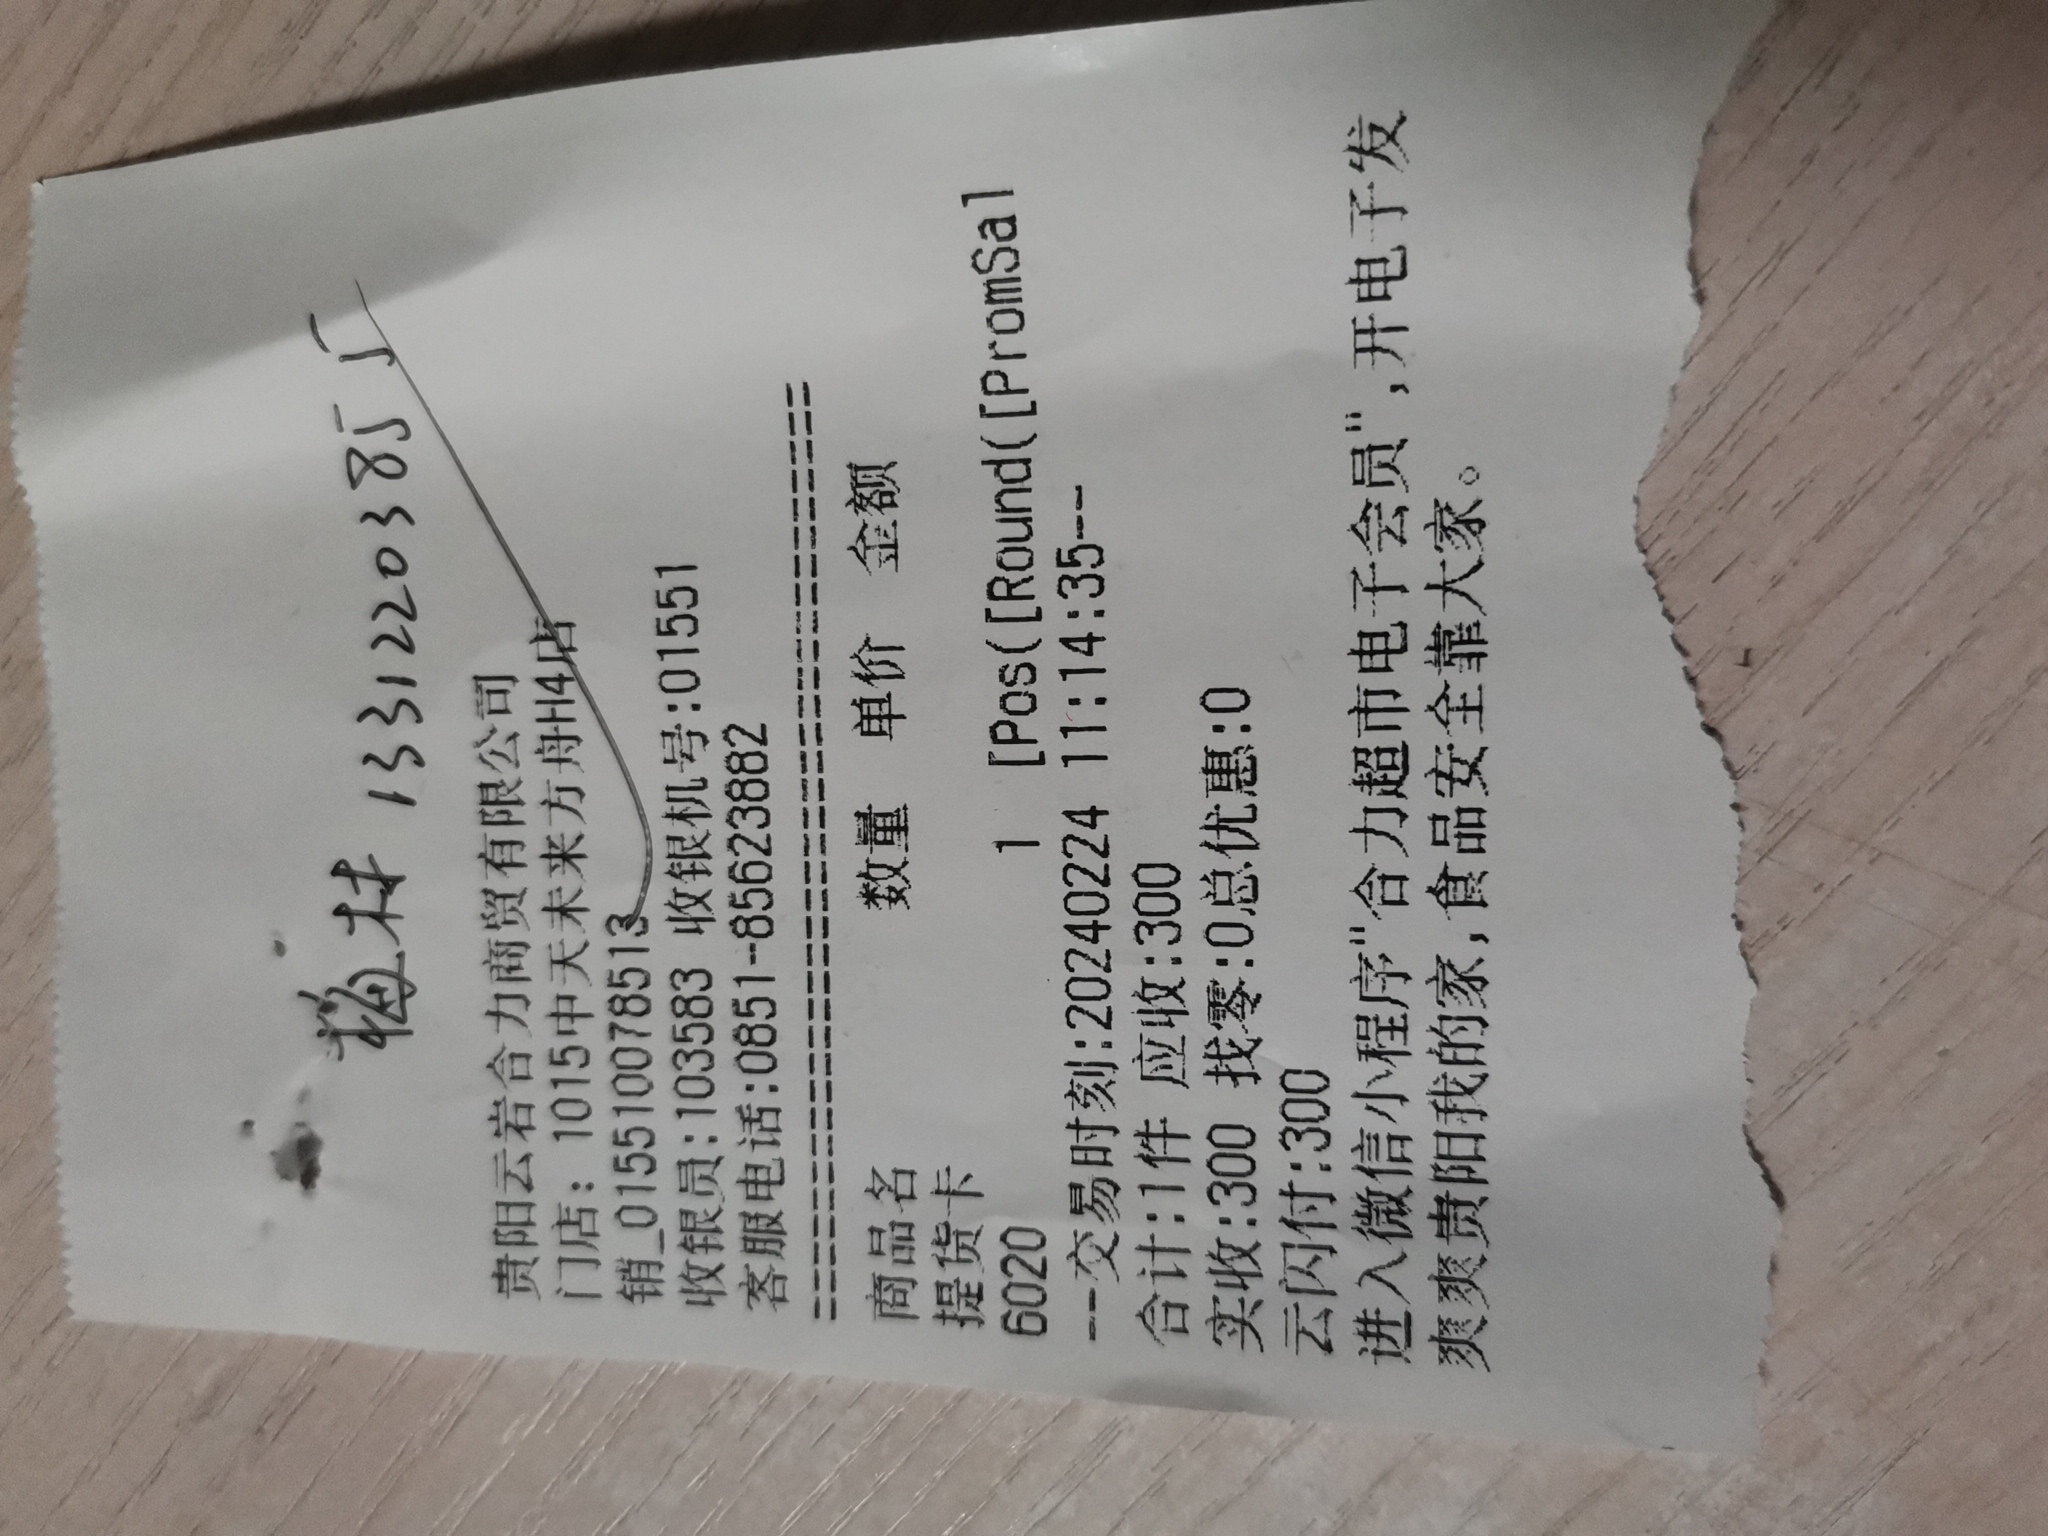 梅林 13312203855
贵阳云岩合力商贸有限公司
门店：1015中天未来方舟H4店
销_0155100785513
收银员:103583 收银机号:01551
客服电话:0851--85623882
==========================================
商品名 数量 单价 金额
提货卡
6020 1 [Pos([Round([PromSal
---交易时刻:20240224 11:14:35---
合计:1件 应收:300
实收:300 找零:0总优惠:0
云闪付:300
进入微信小程序"合力超市电子会员",开电子发
爽爽贵阳我的家,食品安全靠大家。